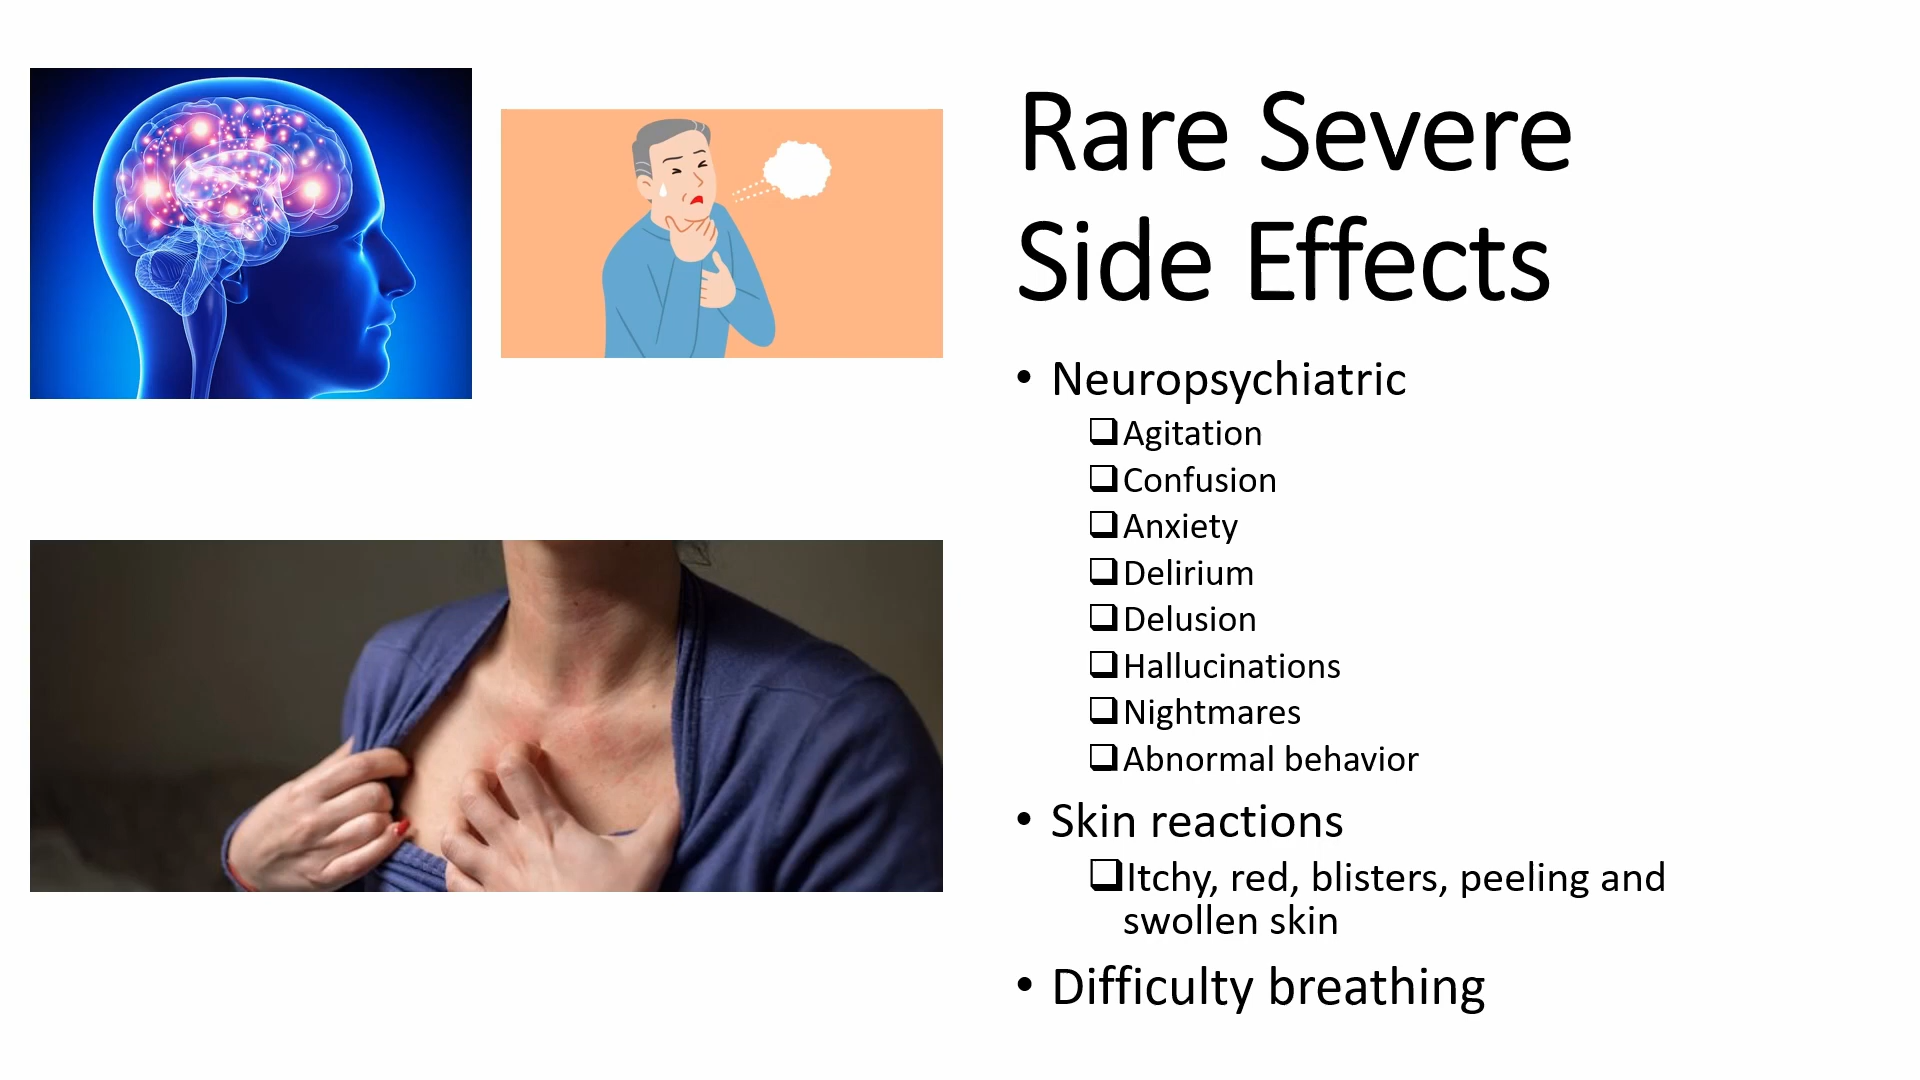 Rare Severe
Side Effects
• Neuropsychiatric
❑Agitation
❑Confusion
❑Anxiety
❑Delirium
❑Delusion
❑Hallucinations
❑Nightmares
❑Abnormal behavior
• Skin reactions
❑Itchy, red, blisters, peeling and
swollen skin
• Difficulty breathing